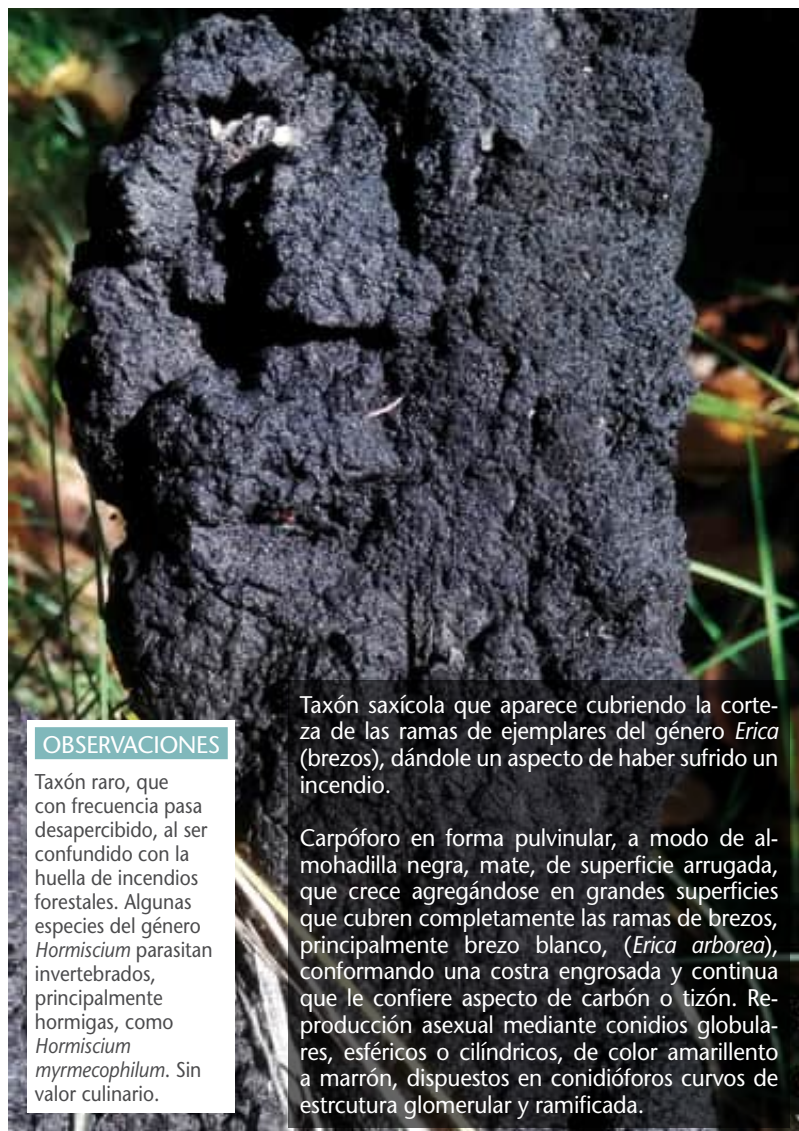 Taxón saxícola que aparece cubriendo la corte-
za de las ramas de ejemplares del género Erica
(brezos), dándole un aspecto de haber sufrido un
incendio.
Carpóforo en forma pulvinular, a modo de al-
mohadilla negra, mate, de superficie arrugada,
que crece agregándose en grandes superficies
que cubren completamente las ramas de brezos,
principalmente brezo blanco, (Erica arborea),
conformando una costra engrosada y continua
que le confiere aspecto de carbón o tizón. Re-
producción asexual mediante conidios globula-
res, esféricos o cilíndricos, de color amarillento
a marrón, dispuestos en conidióforos curvos de
estrcutura glomerular y ramificada.
OBSERVACIONES
Taxón raro, que
con frecuencia pasa
desapercibido, al ser
confundido con la
huella de incendios
forestales. Algunas
especies del género
Hormiscium parasitan
invertebrados,
principalmente
hormigas, como
Hormiscium
myrmecophilum. Sin
valor culinario.